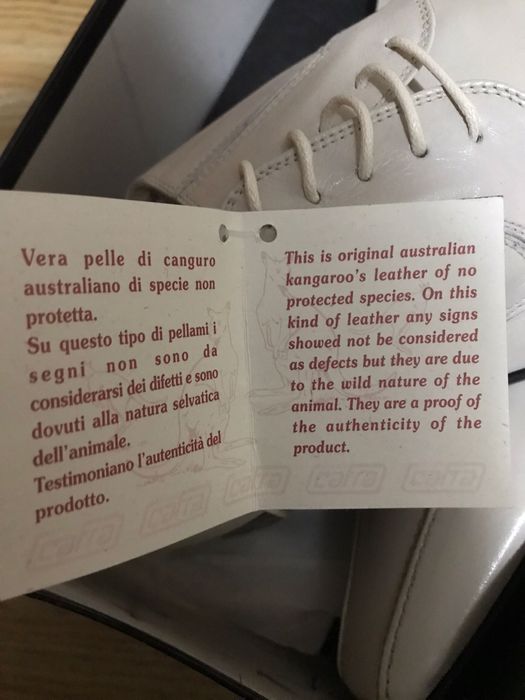 Vera pelle di canguro
australiano di specie non
protetta.
Su questo tipo di pellami i
segni non sono da
considerarsi dei difetti e sono
dovuti alla natura selvatica
dell'animale.
Testimoniano l'autenticità del
prodotto.
This is original australian
kangaroo's leather of no
protected species. On this
kind of leather any signs
showed not be considered
as defects but they are due
to the wild nature of the
animal. They are a proof of
the authenticity of the
product.